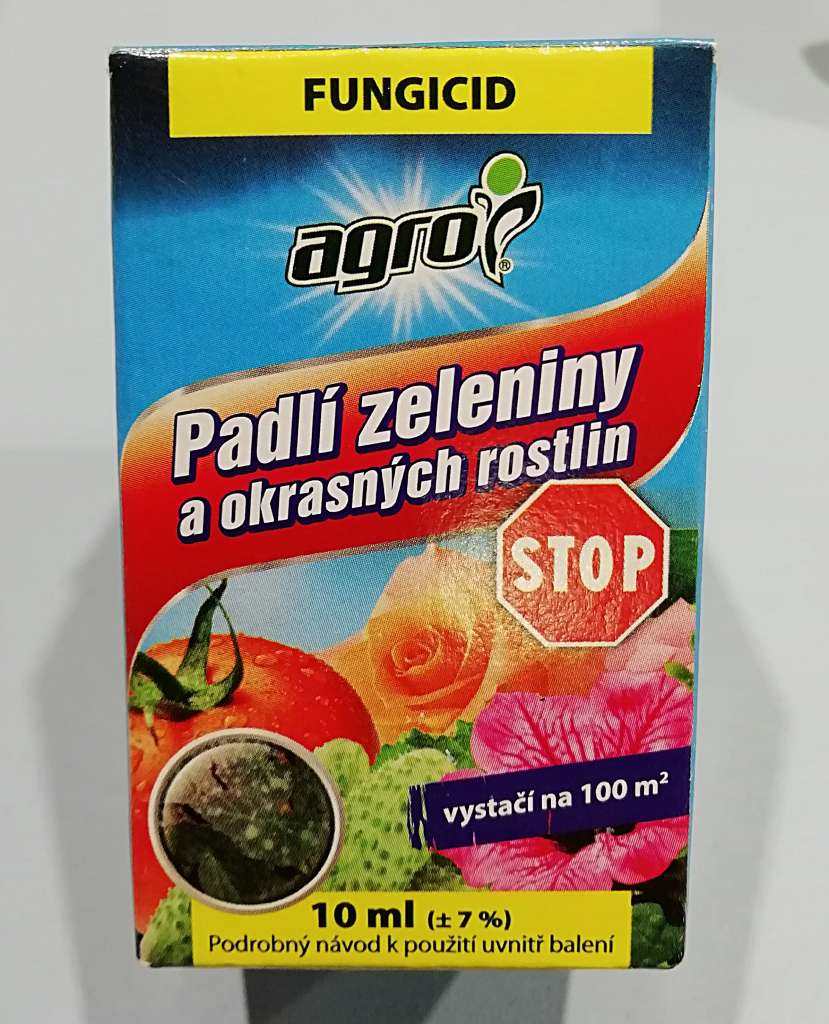 FUNGICID
agro®
Padlí zeleniny
a okrasných rostlin
STOP
vystačí na 100 m²
10 ml (± 7 %)
Podrobný návod k použití uvnitř balení